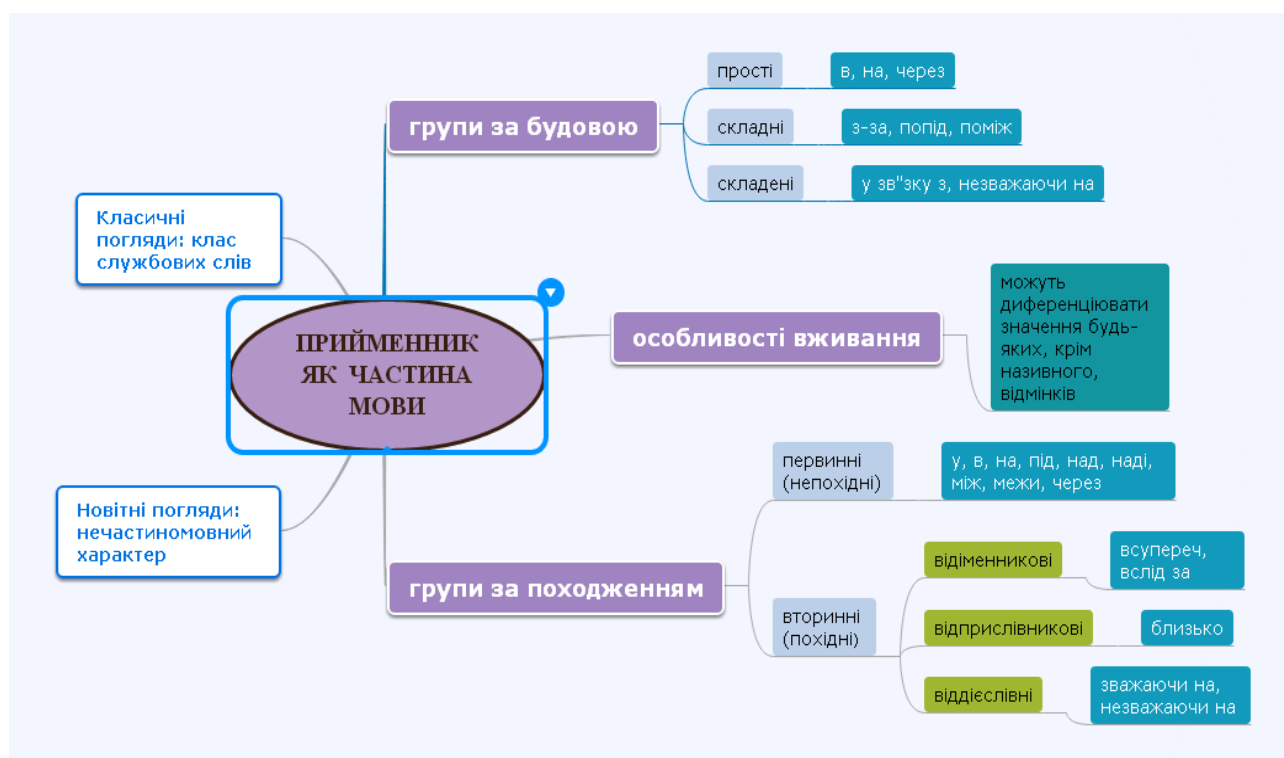 прості
в, на, через
групи за будовою
складні
з-за, попід, поміж
складені
у зв"зку з, незважаючи на
Класичні
погляди: клас
службових слів
ПРИЙМЕННИК
ЯК ЧАСТИНА
МОВИ
особливості вживання
можуть
диференціювати
значення будь-
яких, крім
називного,
відмінків
Новітні погляди:
нечастиномовний
характер
групи за походженням
первинні
(непохідні)
у, в, на, під, над, наді,
між, межи, через
вторинні
(похідні)
відіменникові
всупереч,
вслід за
відприслівникові
близько
віддієслівні
зважаючи на,
незважаючи на